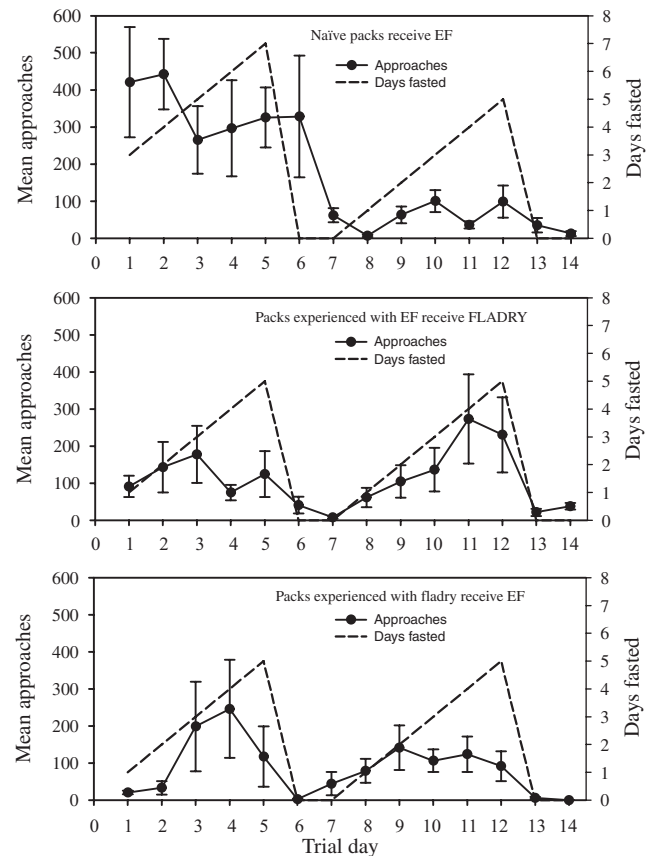 Naïve packs receive EF
Approaches
Days fasted
Mean approaches
Days fasted
600
500
400
300
200
100
0
8
7
6
5
4
3
2
1
0
0 1 2 3 4 5 6 7 8 9 10 11 12 13 14
Packs experienced with EF receive FLADRY
Approaches
Days fasted
Mean approaches
Days fasted
600
500
400
300
200
100
0
8
7
6
5
4
3
2
1
0
0 1 2 3 4 5 6 7 8 9 10 11 12 13 14
Packs experienced with fladry receive EF
Approaches
Days fasted
Mean approaches
Days fasted
600
500
400
300
200
100
0
8
7
6
5
4
3
2
1
0
0 1 2 3 4 5 6 7 8 9 10 11 12 13 14
Trial day